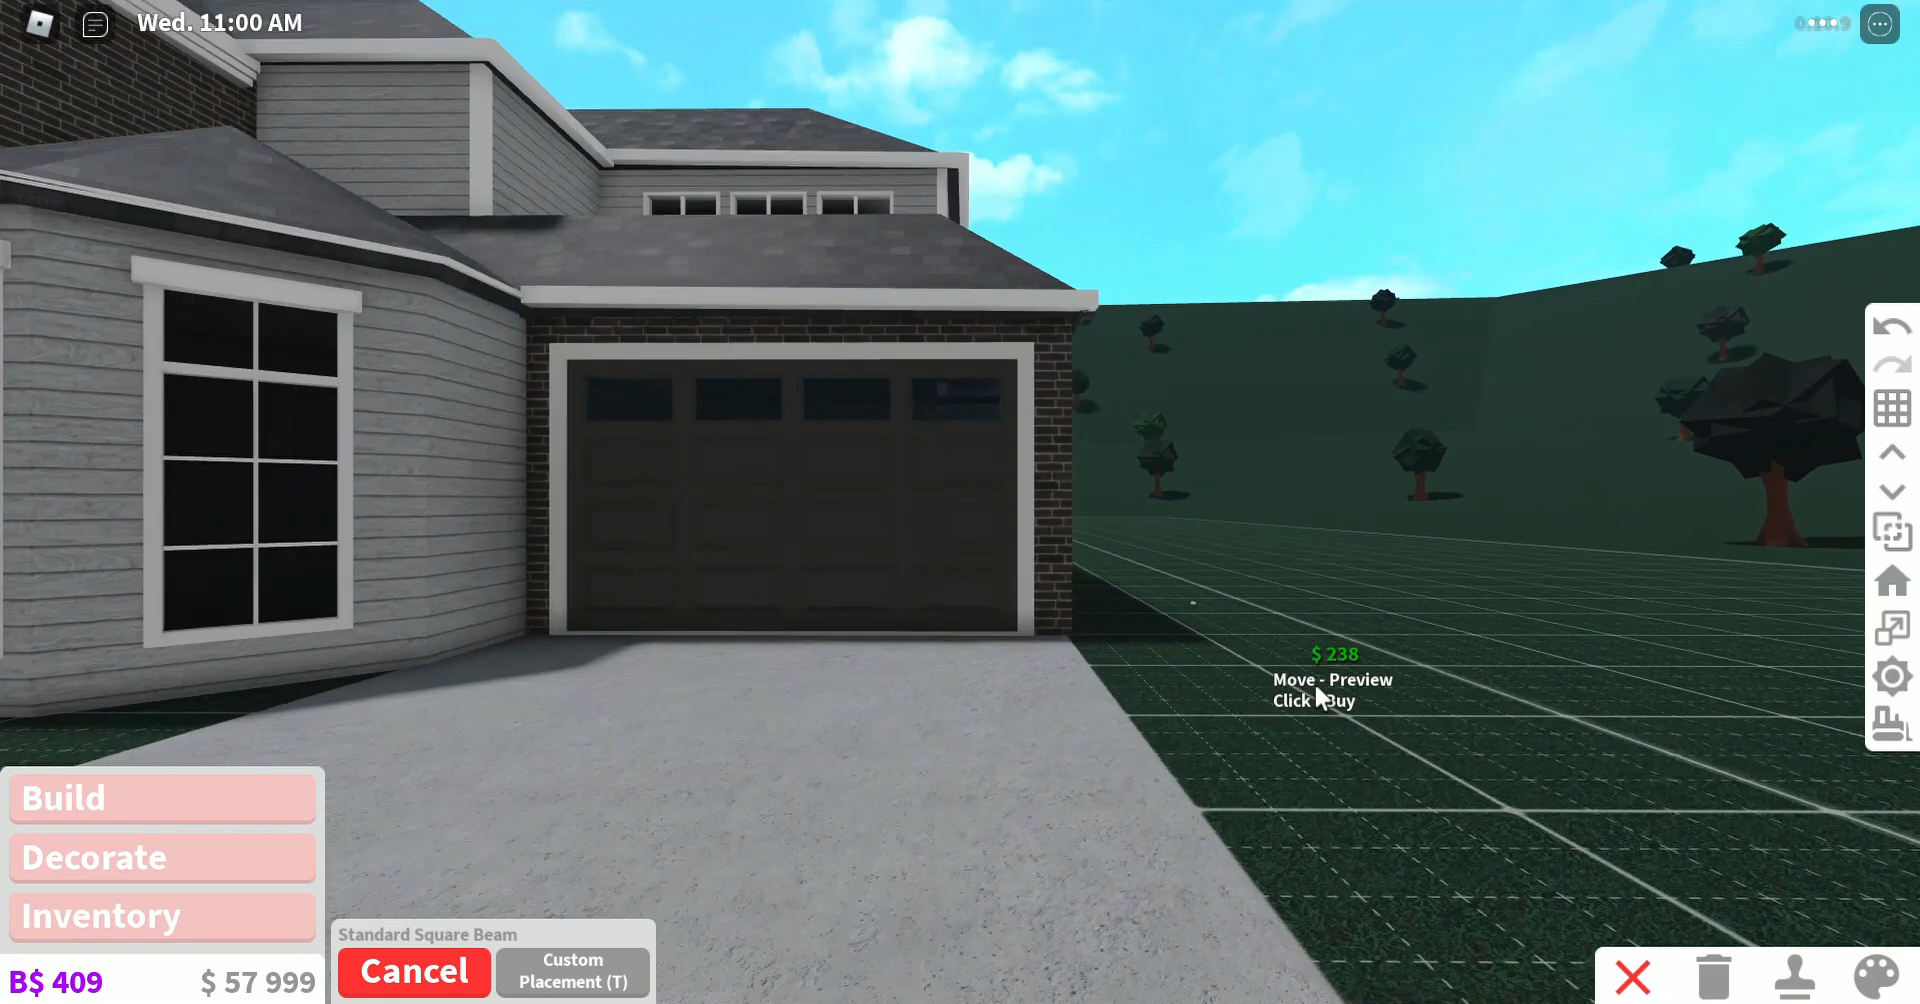 Wed. 11:00 AM
$ 238
Move - Preview
Click Buy
Build
Decorate
Inventory
B$ 409
$ 57 999
Standard Square Beam
Cancel
Custom
Placement (T)